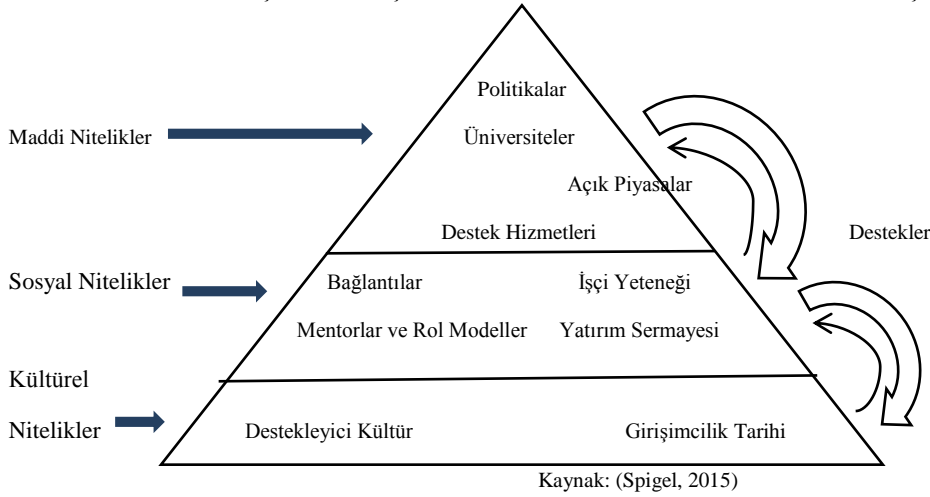 Politikalar
Maddi Nitelikler
Üniversiteler
Açık Piyasalar
Destek Hizmetleri
Destekler
Sosyal Nitelikler
Bağlantılar
İşçi Yeteneği
Mentorlar ve Rol Modeller
Yatırım Sermayesi
Kültürel
Nitelikler
Destekleyici Kültür
Girişimcilik Tarihi
Kaynak: (Spigel, 2015)